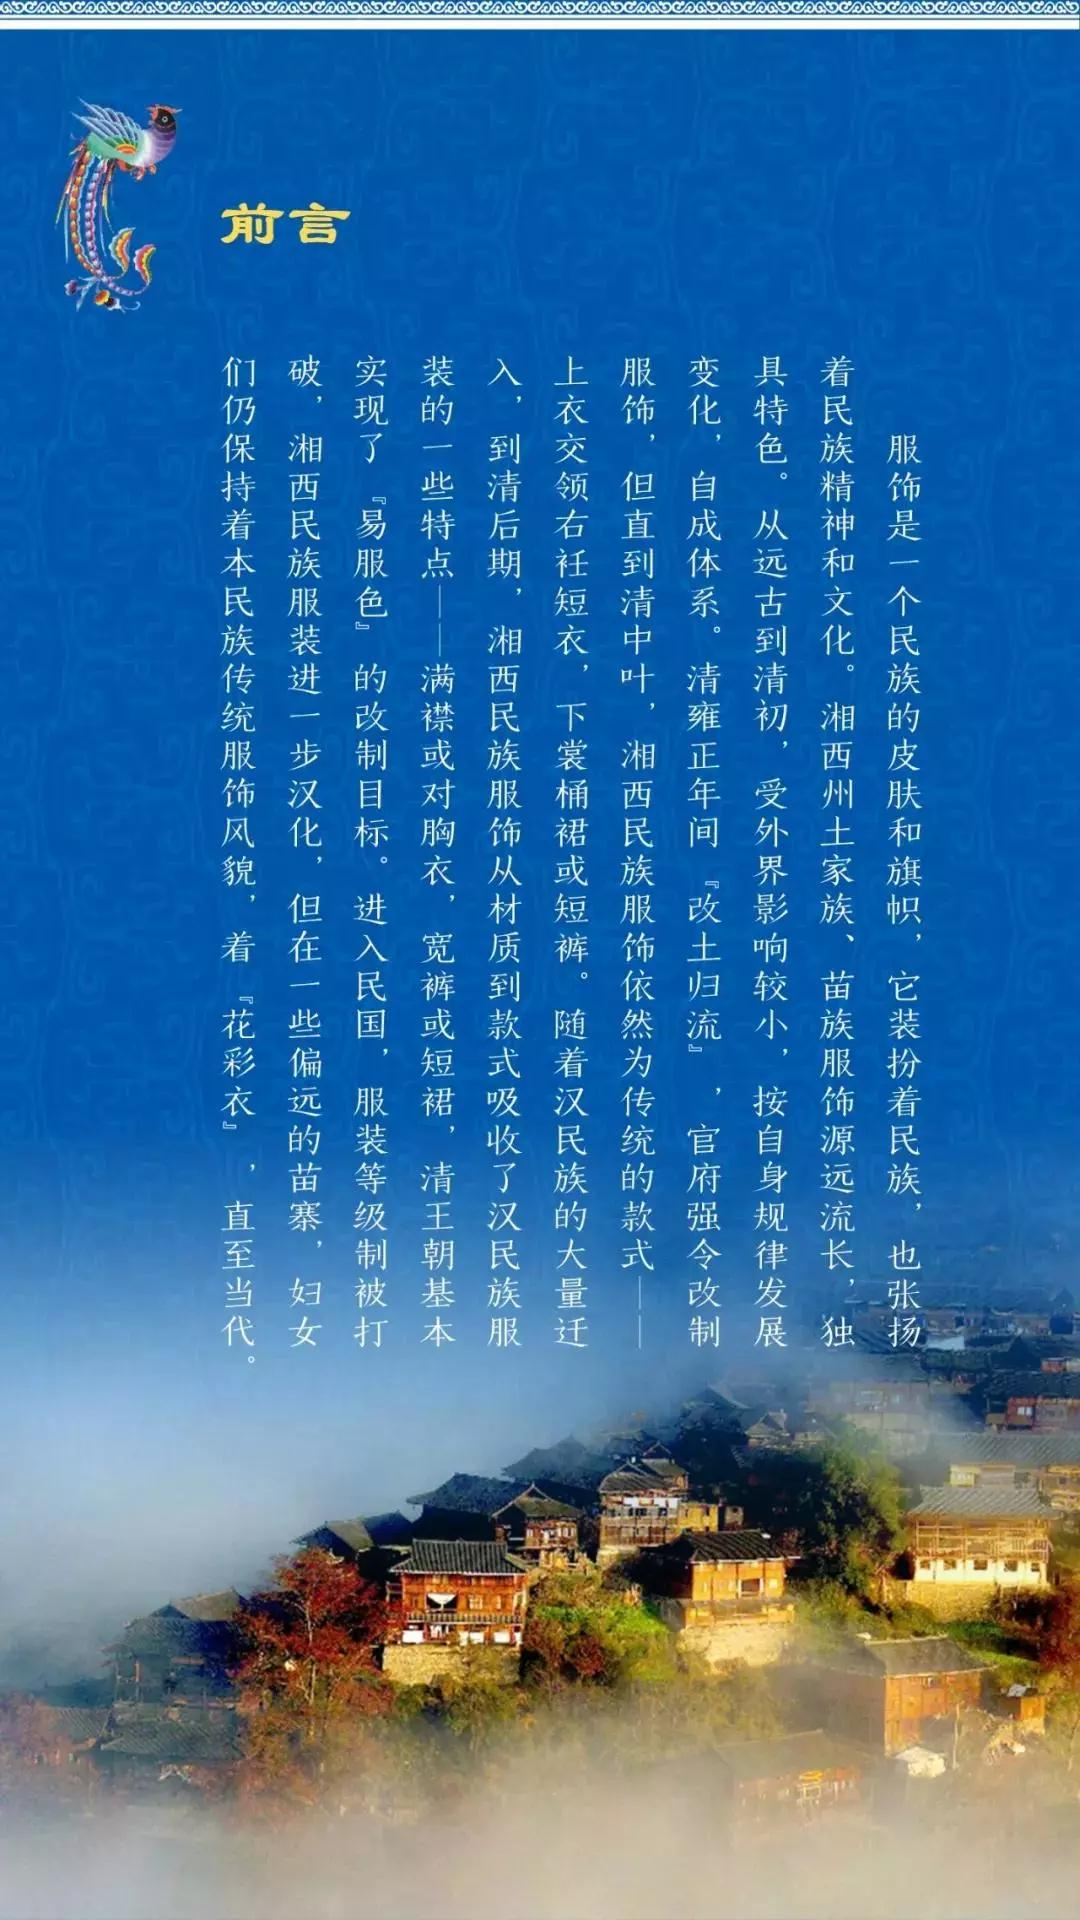 前言
服饰是一个民族的皮肤和旗帜，它装扮着民族，也张扬
着民族精神和文化。湘西州土家族、苗族服饰源远流长，独
具特色。从远古到清初，受外界影响较小，按自身规律发展
变化，自成体系。清雍正年间『改土归流』，官府强令改制
服饰，但直到清中叶，湘西民族服饰依然为传统的款式——
上衣交领右衽短衣，下裳桶裙或短裤。随着汉民族的大量迁
入，到清后期，湘西民族服饰从材质到款式吸收了汉民族服
装的一些特点——满襟或对胸衣，宽裤或短裙，清王朝基本
实现了『易服色』的改制目标。进入民国，服装等级制被打
破，湘西民族服装进一步汉化，但在一些偏远的苗寨，妇女
们仍保持着本民族传统服饰风貌，着『花彩衣』，直至当代。